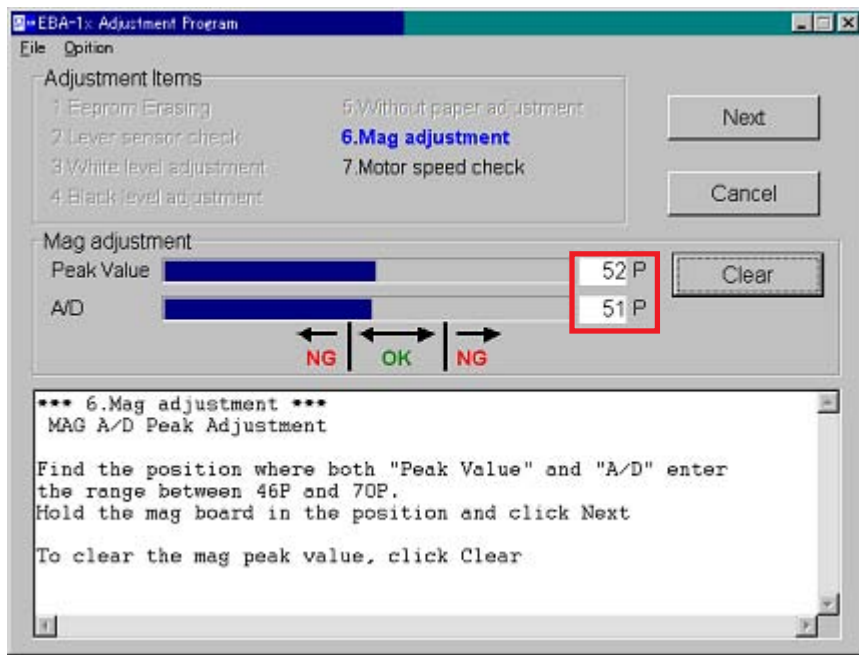 EBA-1x Adjustment Program
File Opition
Adjustment Items
1.Eeprom Erasing
2.Lever sensor check
3.White level adjustment
4.Black level adjustment
5.Without paper adjustment
6.Mag adjustment
7.Motor speed check
Next
Cancel
Mag adjustment
Peak Value 52 P
A/D 51 P
Clear
NG OK NG
*** 6.Mag adjustment ***
MAG A/D Peak Adjustment
Find the position where both "Peak Value" and "A/D" enter
the range between 46P and 70P.
Hold the mag board in the position and click Next
To clear the mag peak value, click Clear